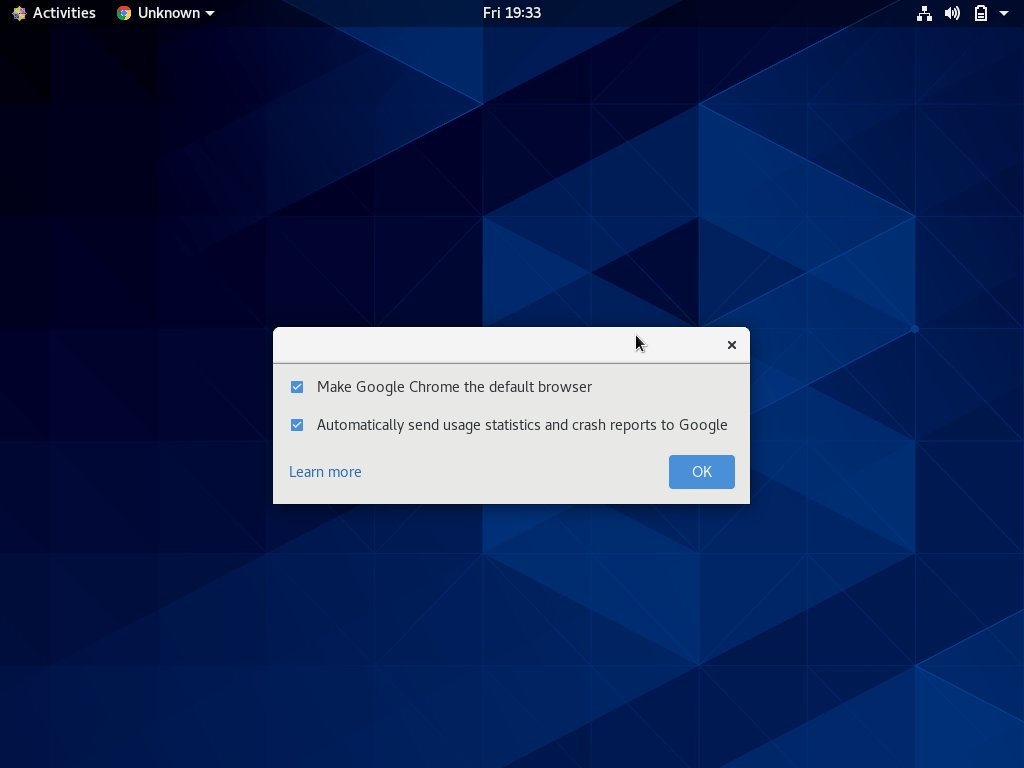 Activities Unknown Fri 19:33
Make Google Chrome the default browser
Automatically send usage statistics and crash reports to Google
Learn more OK